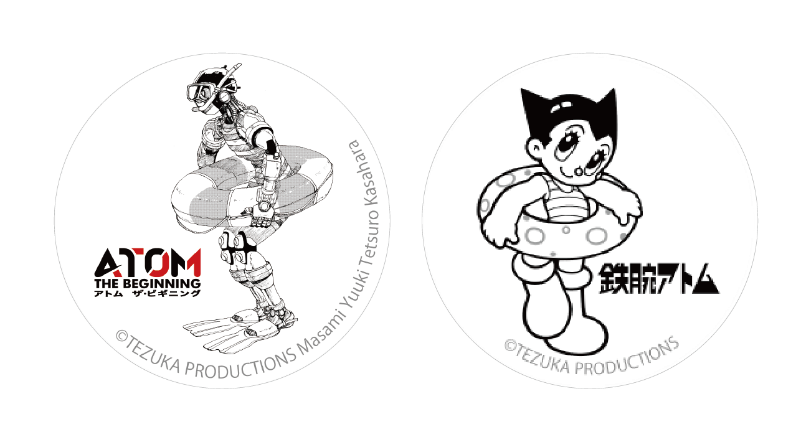 ATOM
THE BEGINNING
アトム ザ・ビギニング
©TEZUKA PRODUCTIONS Masami Yuuki Tetsuro Kasahara
鉄腕アトム
©TEZUKA PRODUCTIONS